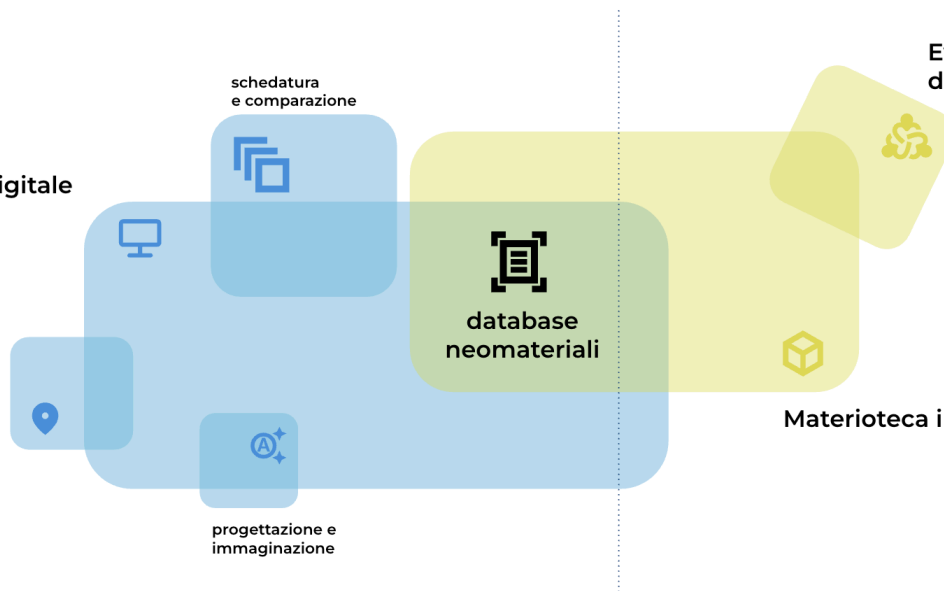 schedatura
e comparazione
igitale
database
neomateriali
Materioteca i
progettazione e
immaginazione